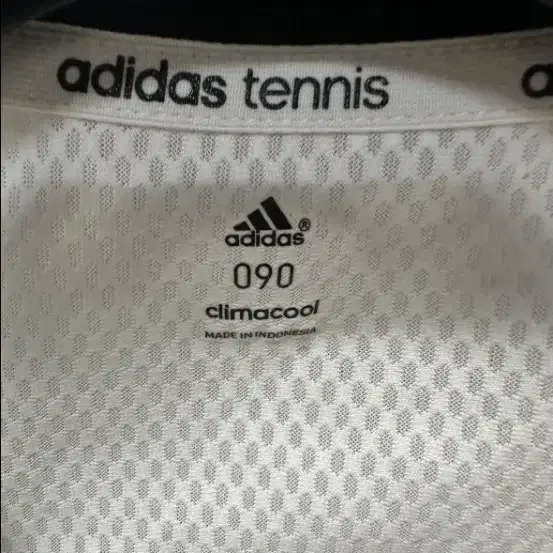 adidas tennis
adidas®
090
climacool
MADE IN INDONESIA